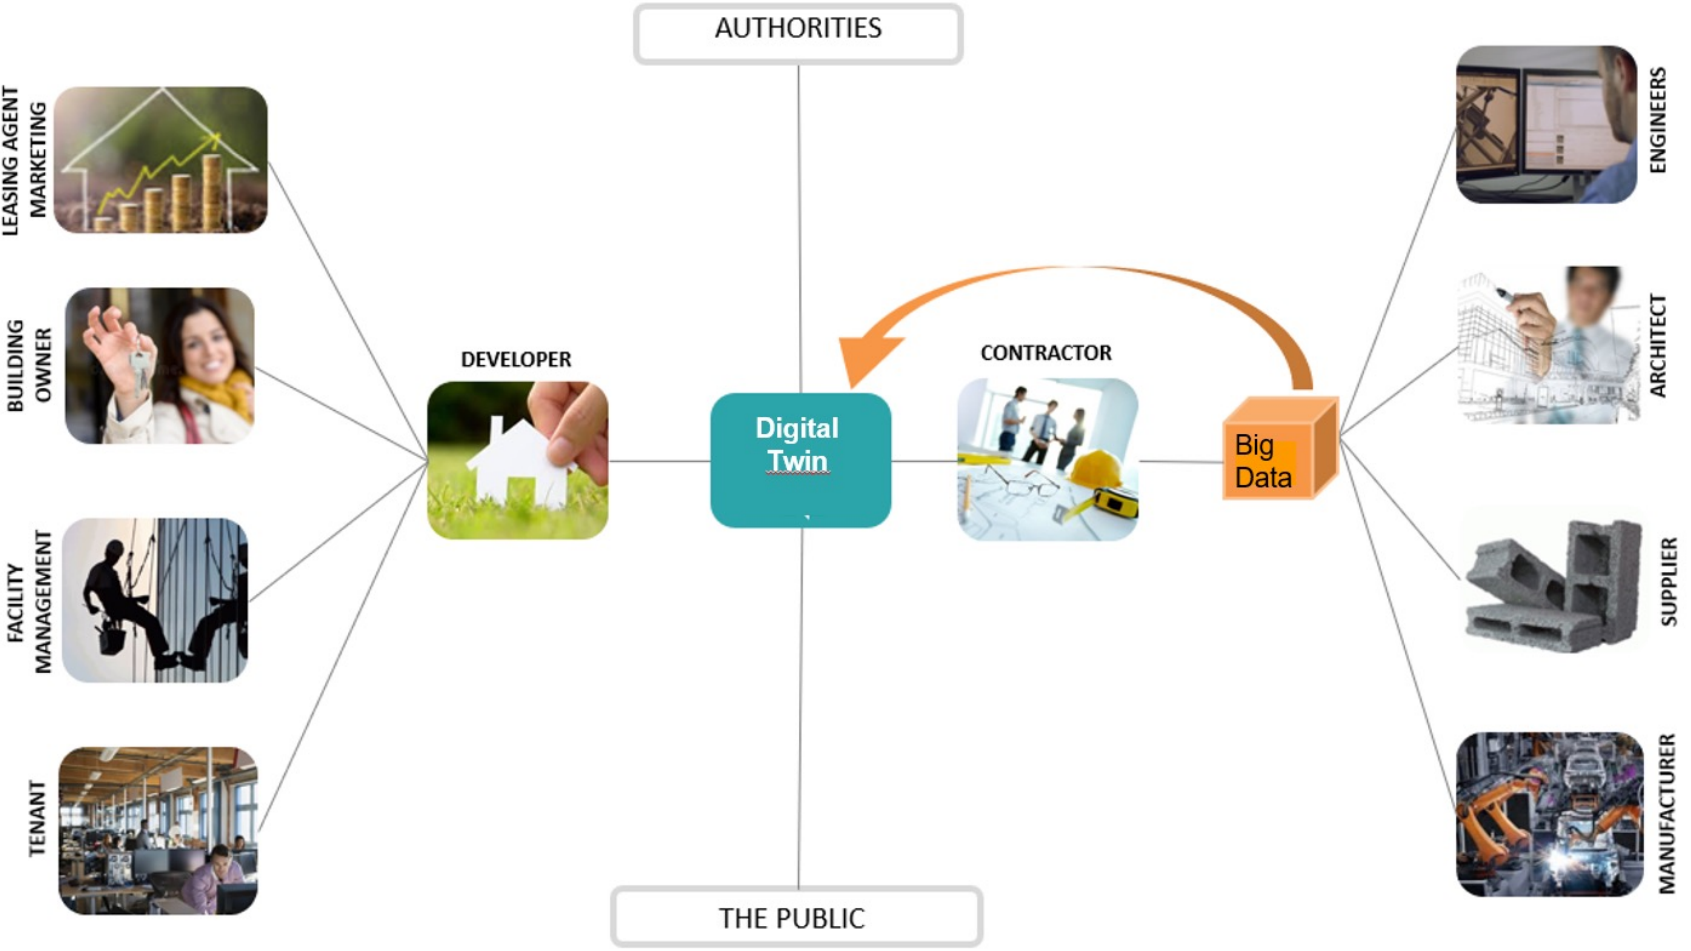 AUTHORITIES
LEASING AGENT
MARKETING
BUILDING
OWNER
FACILITY
MANAGEMENT
TENANT
DEVELOPER
Digital
Twin
CONTRACTOR
Big
Data
ENGINEERS
ARCHITECT
SUPPLIER
MANUFACTURER
THE PUBLIC